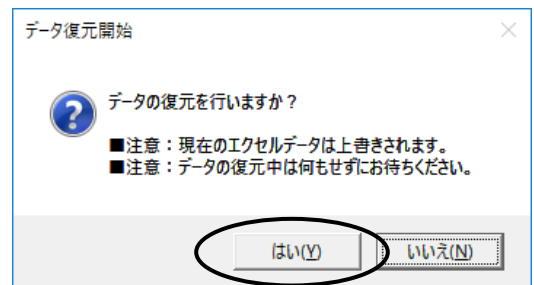 データ復元開始
データの復元を行いますか？
■注意：現在のエクセルデータは上書きされます。
■注意：データの復元中は何もせずにお待ちください。
はい(Y) いいえ(N)